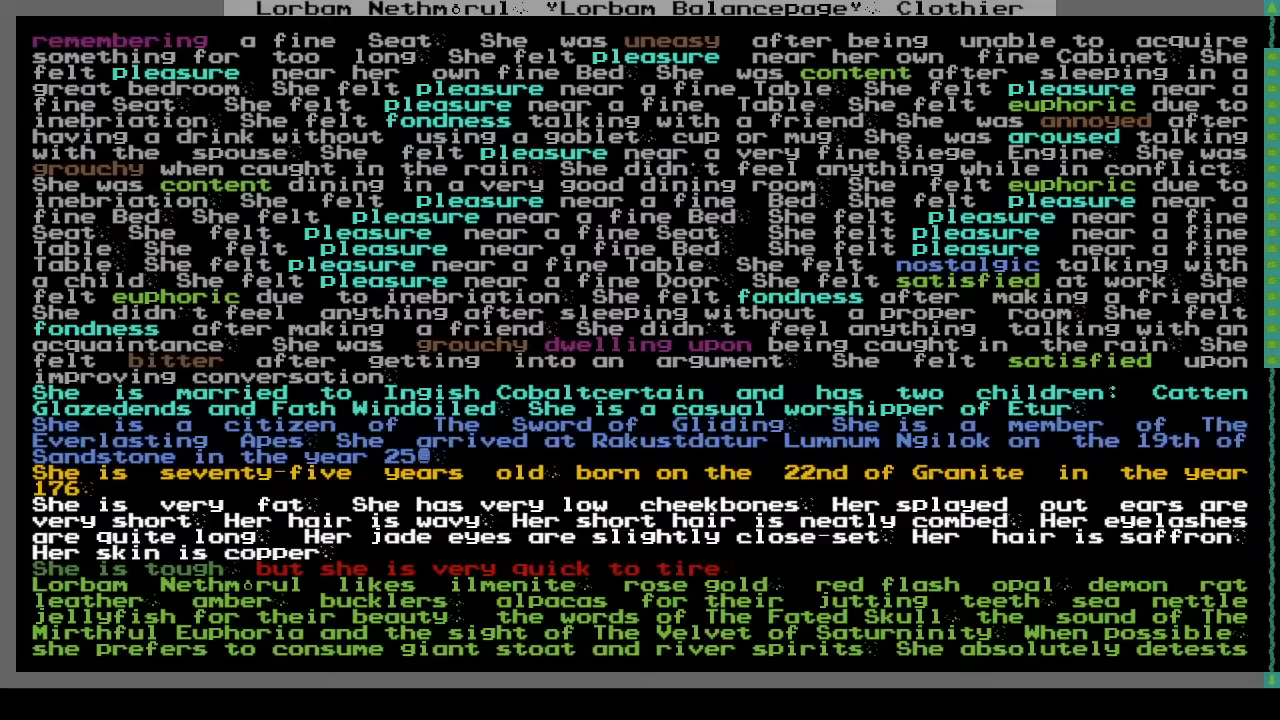 Lorbam Nethmörul, "Lorbam Balancepage", Clothier
remembering a fine Seat. She was uneasy after being unable to acquire
something for too long. She felt pleasure near her own fine Cabinet. She
felt pleasure near her own fine Bed. She was content after sleeping in a
great bedroom. She felt pleasure near a fine Table. She felt pleasure near a
fine Seat. She felt pleasure near a fine Table. She felt euphoric due to
inebriation. She felt fondness talking with a friend. She was annoyed after
having a drink without using a goblet, cup or mug. She was aroused talking
with the spouse. She felt pleasure near a very fine Siege Engine. She was
grouchy when caught in the rain. She didn't feel anything while in conflict.
She was content dining in a very good dining room. She felt euphoric due to
inebriation. She felt pleasure near a fine Bed. She felt pleasure near a
fine Bed. She felt pleasure near a fine Bed. She felt pleasure near a fine
Seat. She felt pleasure near a fine Seat. She felt pleasure near a fine
Table. She felt pleasure near a fine Bed. She felt pleasure near a fine
Table. She felt pleasure near a fine Table. She felt nostalgic talking with
a child. She felt pleasure near a fine Door. She felt satisfied at work. She
felt euphoric due to inebriation. She felt fondness after making a friend.
She didn't feel anything after sleeping without a proper room. She felt
fondness after making a friend. She didn't feel anything talking with an
acquaintance. She was grouchy dwelling upon being caught in the rain. She
felt bitter after getting into an argument. She felt satisfied upon
improving conversation.
She is married to Ingish Cobaltcertain and has two children: Catten
Glazedends and Fath Windoiled. She is a casual worshipper of Etur.
She is a citizen of The Sword of Gliding. She is a member of The
Everlasting Apes. She arrived at Rakustdatur Lumnum Ngilok on the 19th of
Sandstone in the year 250.
She is seventy-five years old, born on the 22nd of Granite in the year
176.
She is very fat. She has very low cheekbones. Her splayed out ears are
very short. Her hair is wavy. Her short hair is neatly combed. Her eyelashes
are quite long. Her jade eyes are slightly close-set. Her hair is saffron.
Her skin is copper.
She is tough, but she is very quick to tire.
Lorbam Nethmörul likes ilmenite, rose gold, red flash opal, demon rat
leather, amber, bucklers, alpacas for their jutting teeth, sea nettle
jellyfish for their beauty, the words of The Fated Skull, the sound of The
Mirthful Euphoria and the sight of The Velvet of Saturninity. When possible,
she prefers to consume giant stoat and river spirits. She absolutely detests